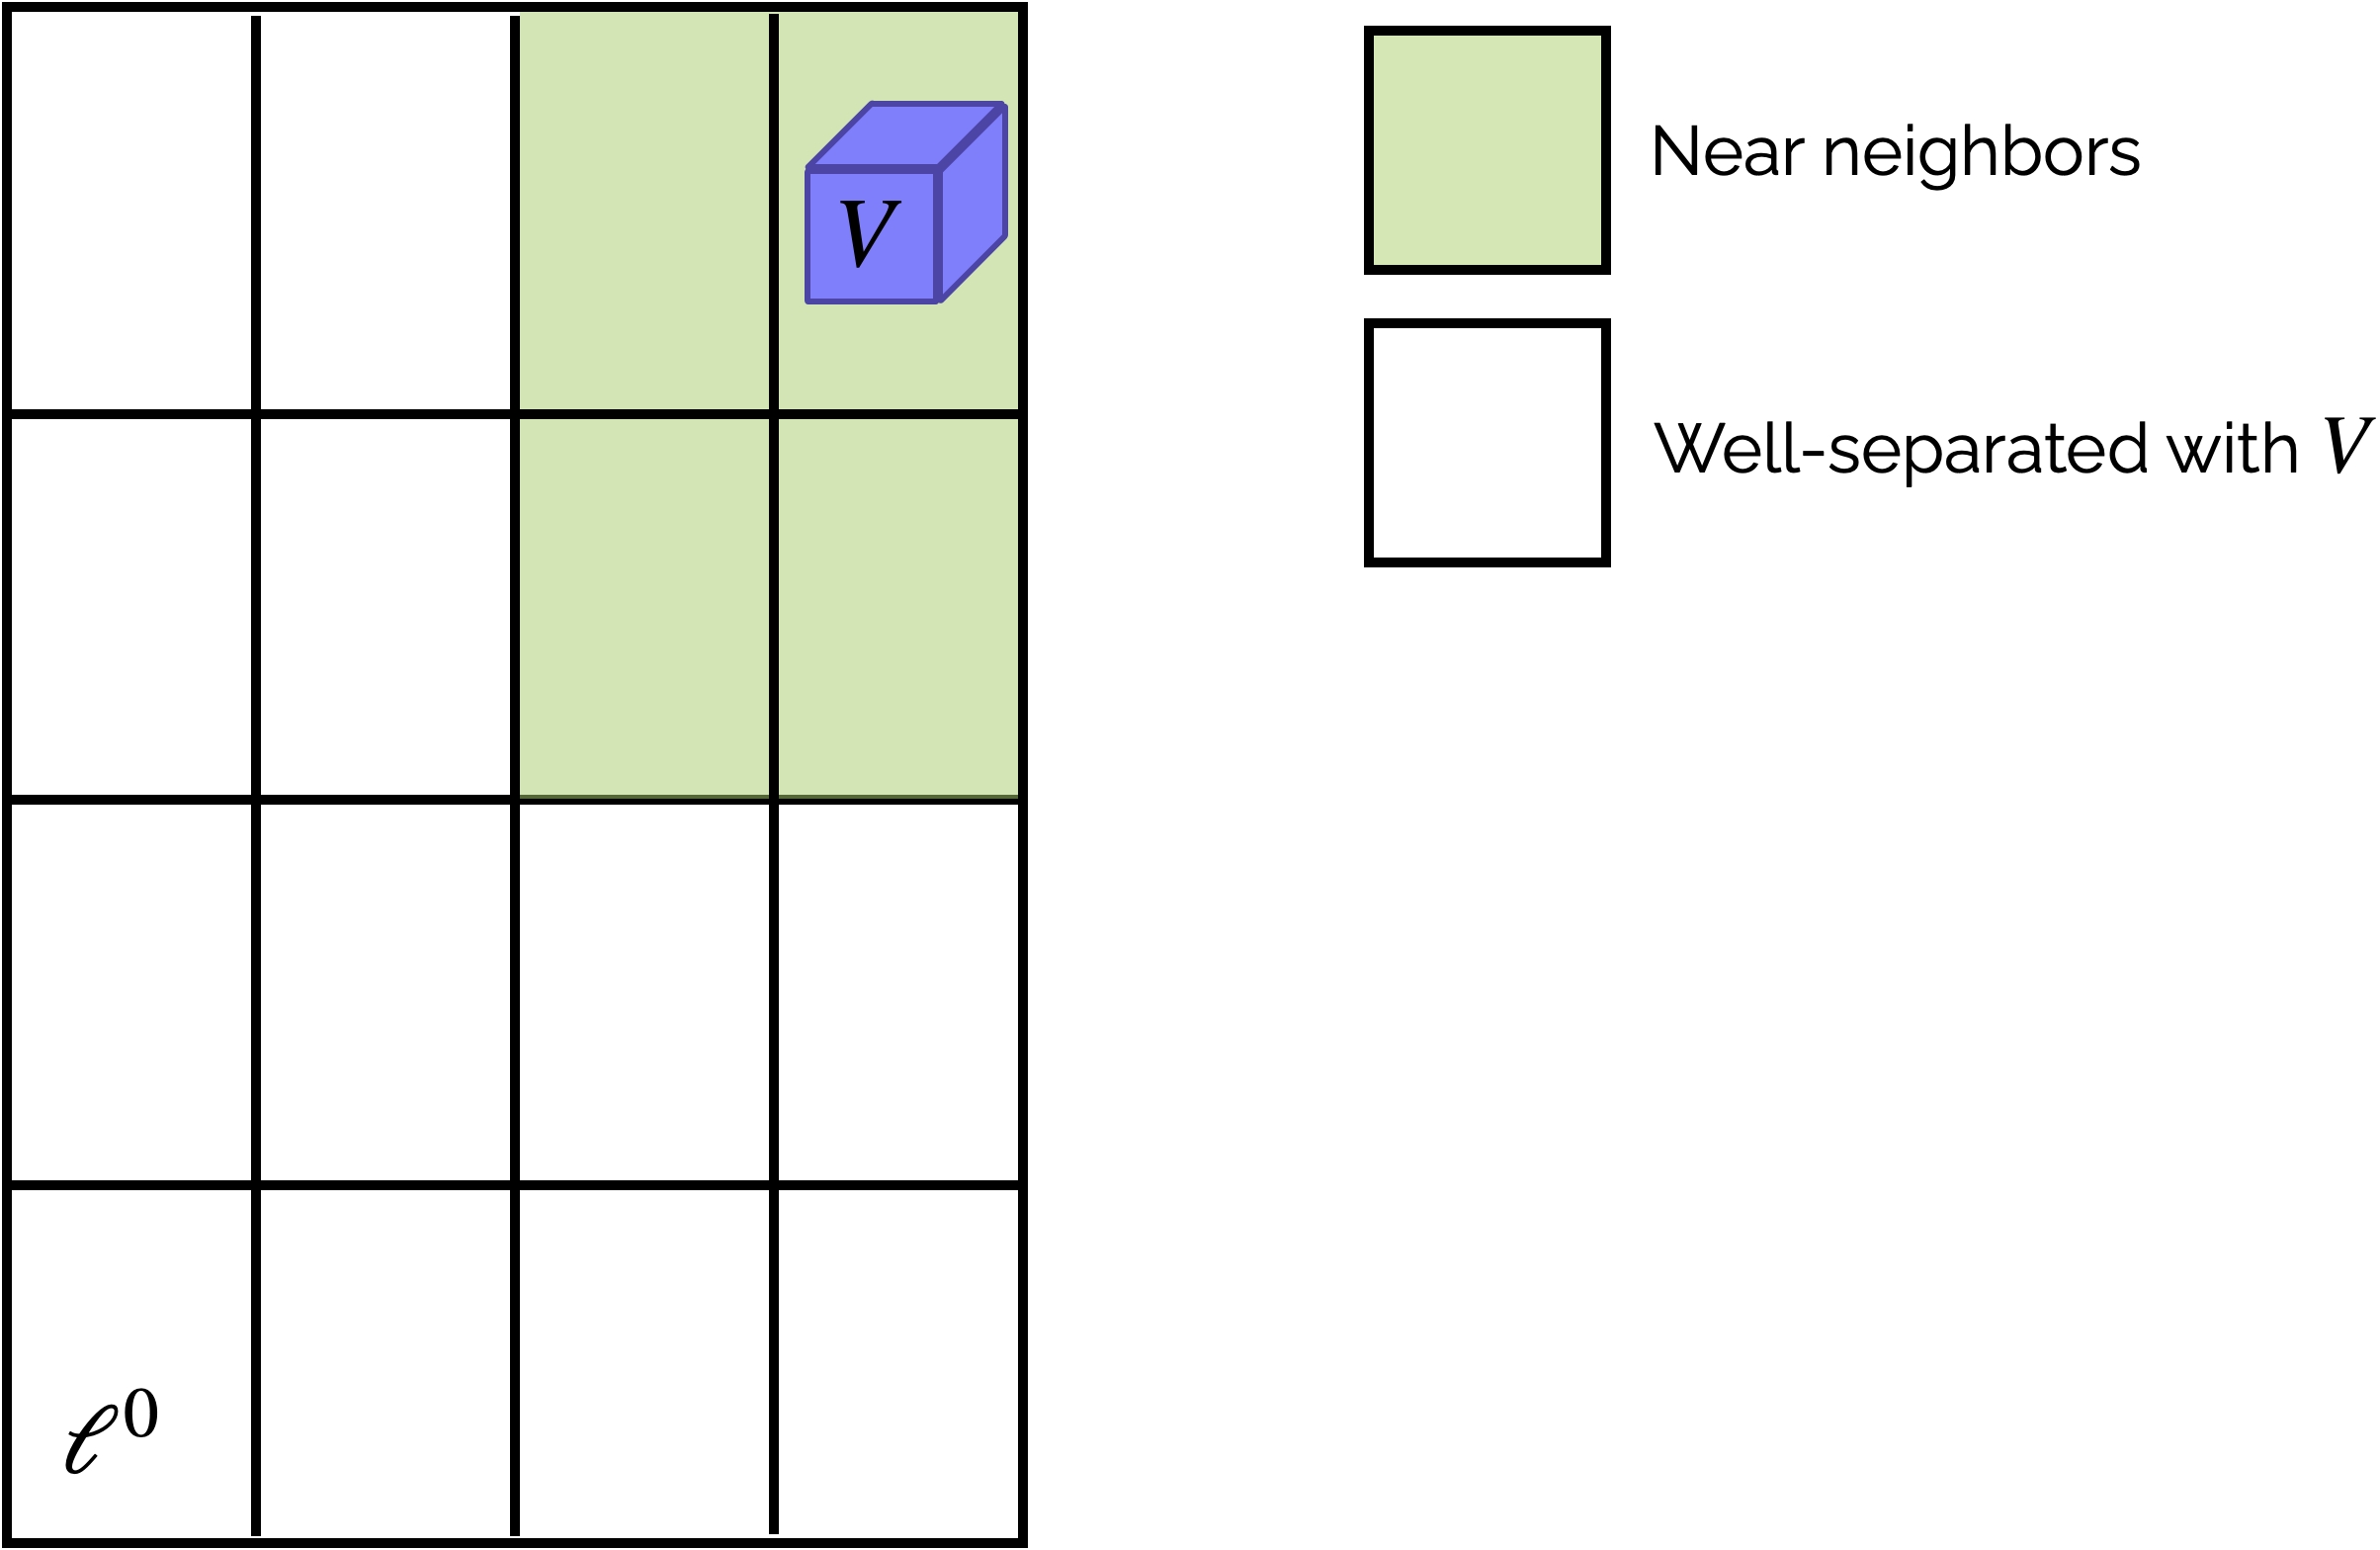 V
Near neighbors
Well-separated with V
ℓ⁰